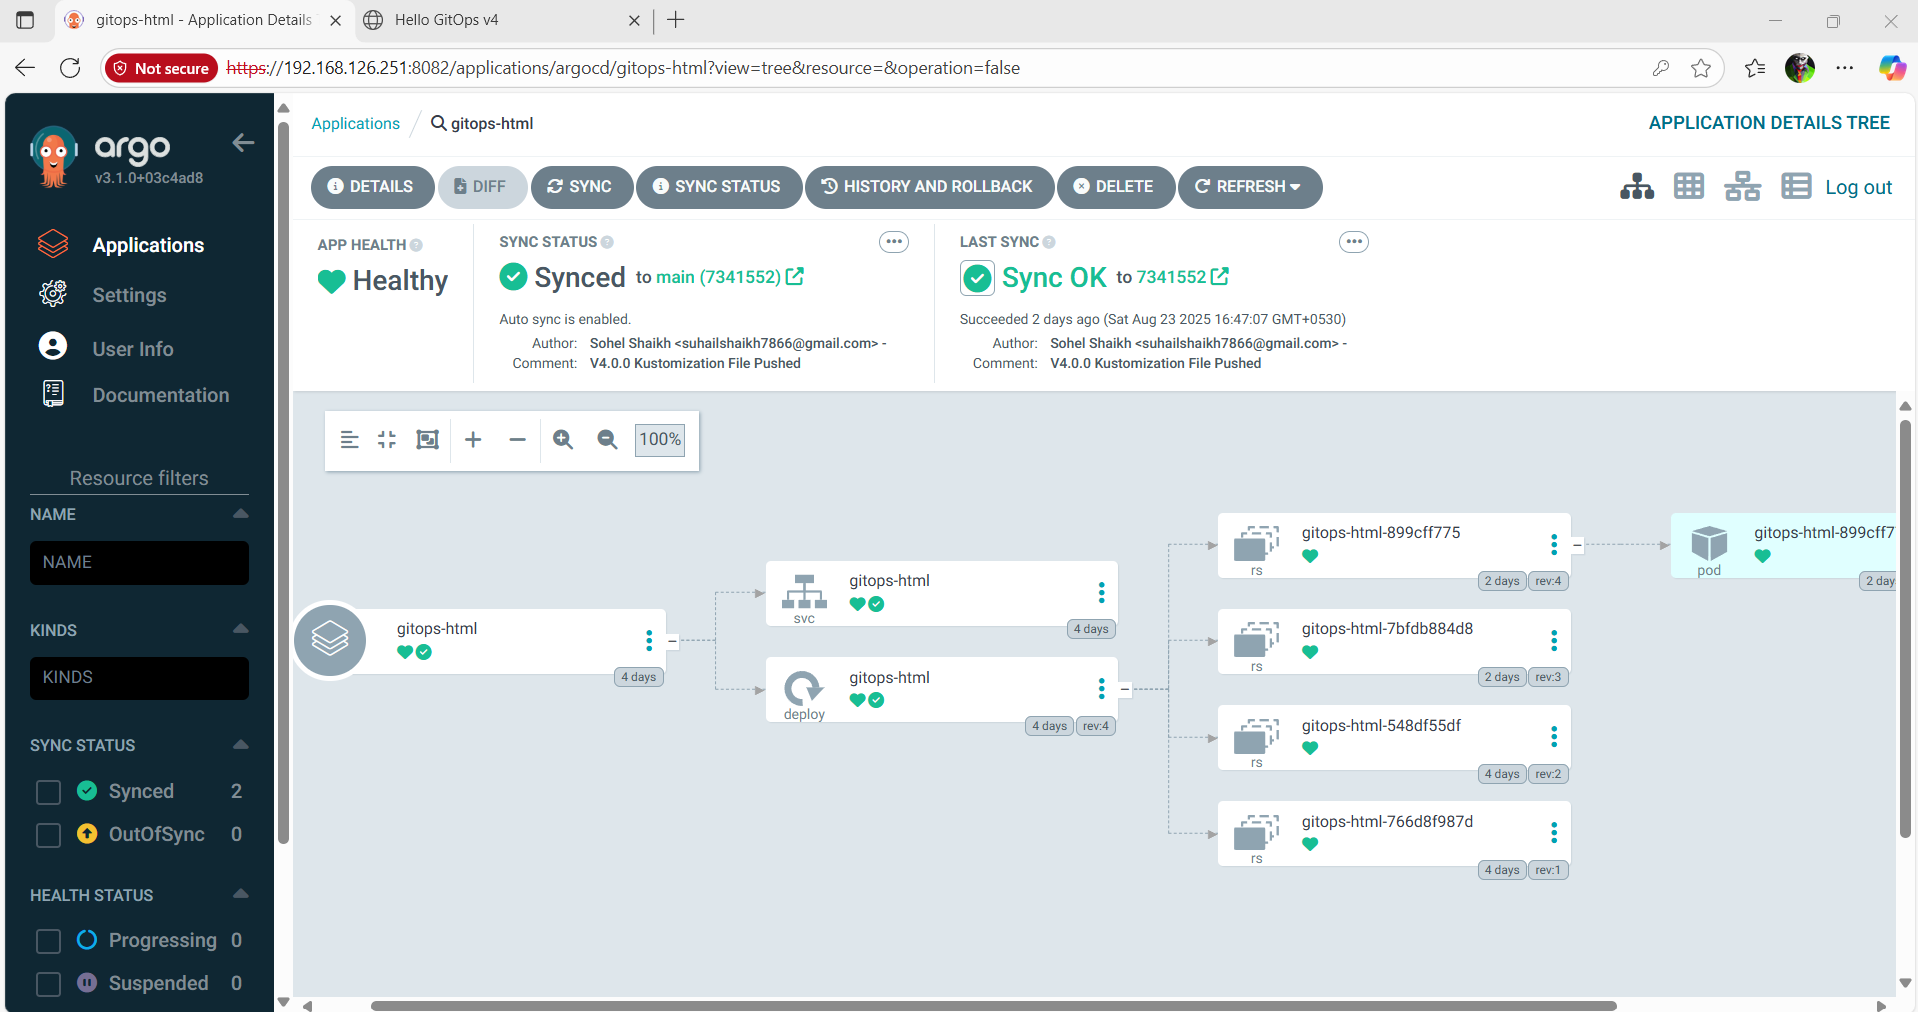 gitops-html - Application Details
Hello GitOps v4
Not secure
https://192.168.126.251:8082/applications/argocd/gitops-html?view=tree&resource=&operation=false
argo
v3.1.0+03c4ad8
Applications
Settings
User Info
Documentation
Resource filters
NAME
NAME
KINDS
KINDS
SYNC STATUS
Synced 2
OutOfSync 0
HEALTH STATUS
Progressing 0
Suspended 0
Applications / gitops-html
APPLICATION DETAILS TREE
DETAILS DIFF SYNC SYNC STATUS HISTORY AND ROLLBACK DELETE REFRESH
Log out
APP HEALTH
Healthy
SYNC STATUS
Synced to main (7341552)
Auto sync is enabled.
Author: Sohel Shaikh <suhailshaikh7866@gmail.com> -
Comment: V4.0.0 Kustomization File Pushed
LAST SYNC
Sync OK to 7341552
Succeeded 2 days ago (Sat Aug 23 2025 16:47:07 GMT+0530)
Author: Sohel Shaikh <suhailshaikh7866@gmail.com> -
Comment: V4.0.0 Kustomization File Pushed
100%
gitops-html
4 days
gitops-html
svc
4 days
gitops-html
deploy
4 days rev:4
gitops-html-899cff775
rs
2 days rev:4
gitops-html-7bfdb884d8
rs
2 days rev:3
gitops-html-548df55df
rs
4 days rev:2
gitops-html-766d8f987d
rs
4 days rev:1
gitops-html-899cff7
pod
2 day